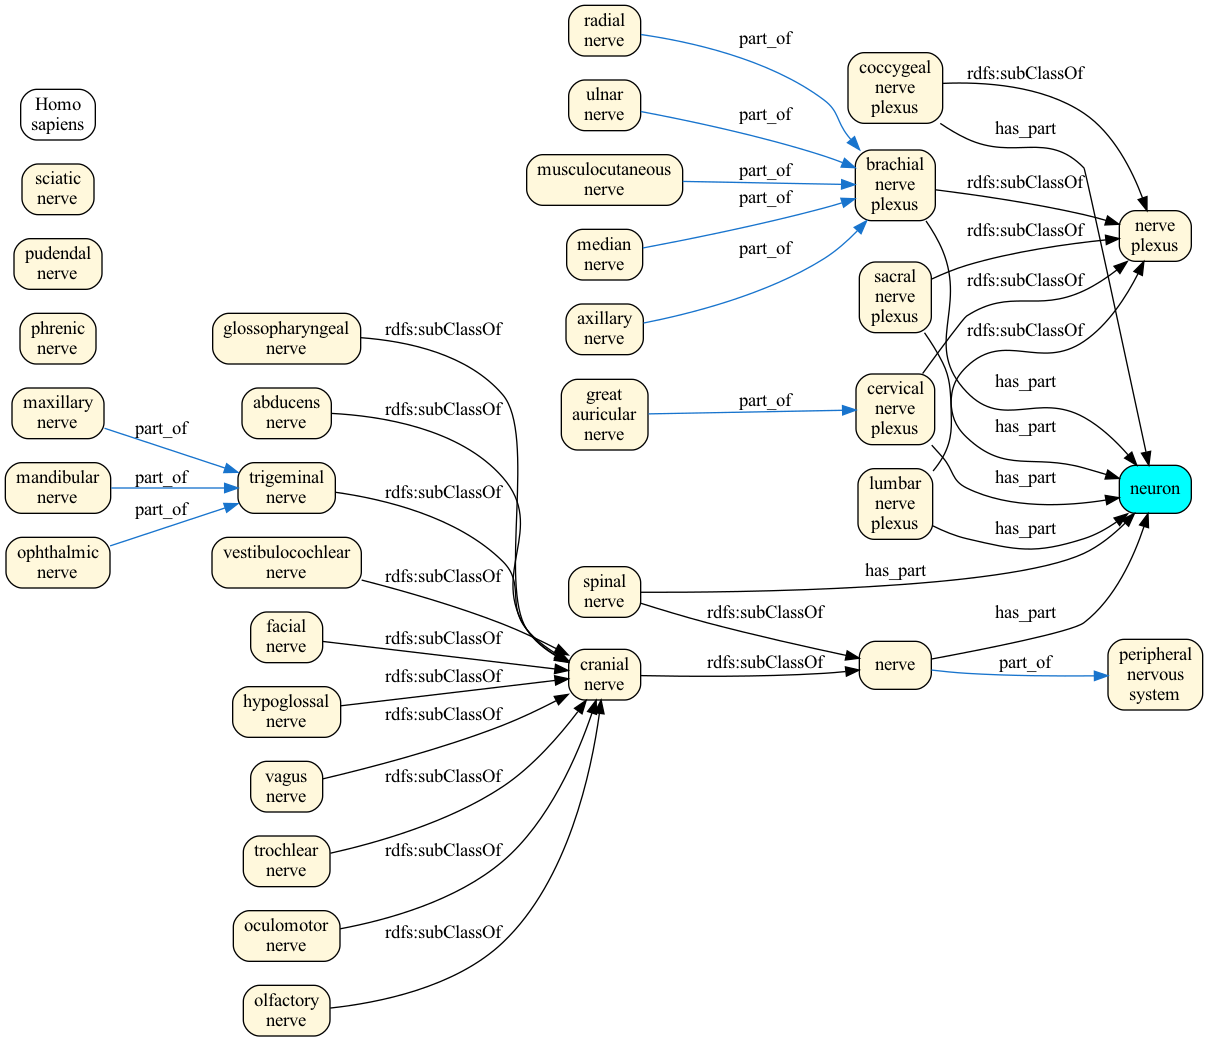 Homo
sapiens
sciatic
nerve
pudendal
nerve
phrenic
nerve
maxillary
nerve
mandibular
nerve
ophthalmic
nerve
part_of
part_of
part_of
glossopharyngeal
nerve
abducens
nerve
trigeminal
nerve
vestibulocochlear
nerve
facial
nerve
hypoglossal
nerve
vagus
nerve
trochlear
nerve
oculomotor
nerve
olfactory
nerve
rdfs:subClassOf
rdfs:subClassOf
rdfs:subClassOf
rdfs:subClassOf
rdfs:subClassOf
rdfs:subClassOf
rdfs:subClassOf
rdfs:subClassOf
rdfs:subClassOf
rdfs:subClassOf
radial
nerve
ulnar
nerve
musculocutaneous
nerve
median
nerve
axillary
nerve
great
auricular
nerve
spinal
nerve
cranial
nerve
part_of
part_of
part_of
part_of
part_of
part_of
has_part
rdfs:subClassOf
rdfs:subClassOf
coccygeal
nerve
plexus
brachial
nerve
plexus
sacral
nerve
plexus
cervical
nerve
plexus
lumbar
nerve
plexus
nerve
rdfs:subClassOf
has_part
rdfs:subClassOf
rdfs:subClassOf
rdfs:subClassOf
rdfs:subClassOf
has_part
has_part
has_part
has_part
has_part
part_of
nerve
plexus
neuron
peripheral
nervous
system